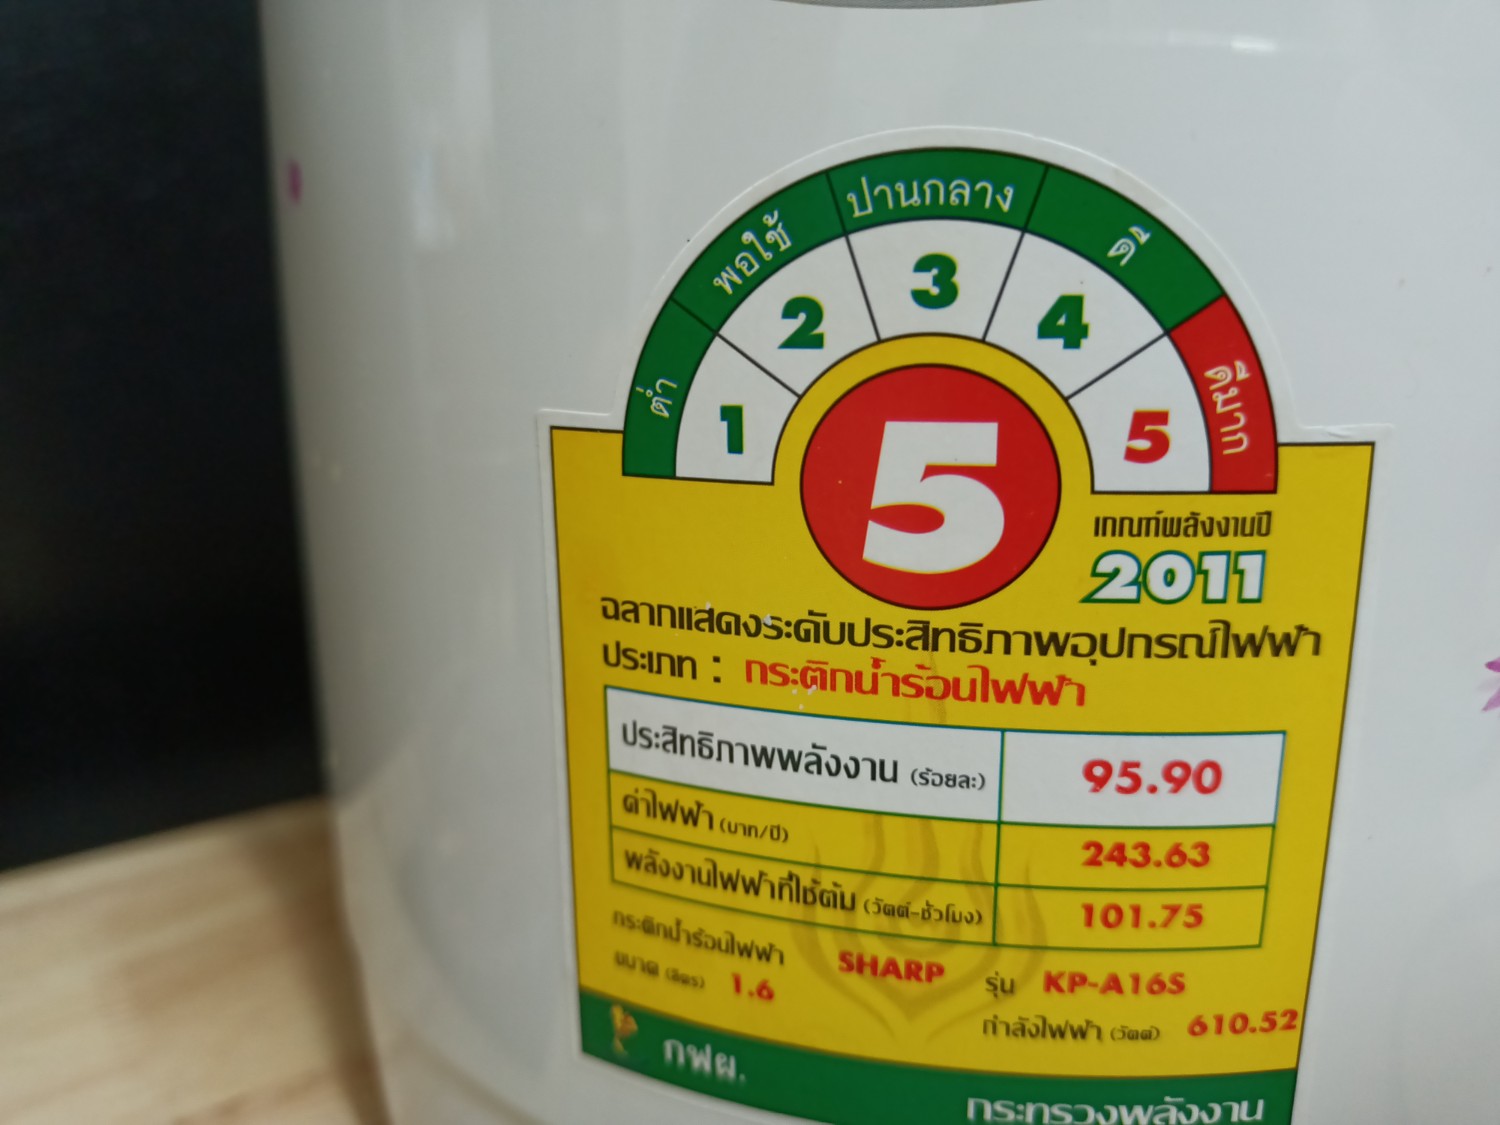 ต่ำ
พอใช้
ปานกลาง
ดี
ดีมาก
1
2
3
4
5
5
เกณฑ์พลังงานปี
2011
ฉลากแสดงระดับประสิทธิภาพอุปกรณ์ไฟฟ้า
ประเภท : กระติกน้ำร้อนไฟฟ้า
ประสิทธิภาพพลังงาน (ร้อยละ) 95.90
ค่าไฟฟ้า (บาท/ปี) 243.63
พลังงานไฟฟ้าที่ใช้ต้ม (วัตต์-ชั่วโมง) 101.75
กระติกน้ำร้อนไฟฟ้า SHARP รุ่น KP-A16S
ขนาด (ลิตร) 1.6 กำลังไฟฟ้า (วัตต์) 610.52
กฟผ.
กระทรวงพลังงาน